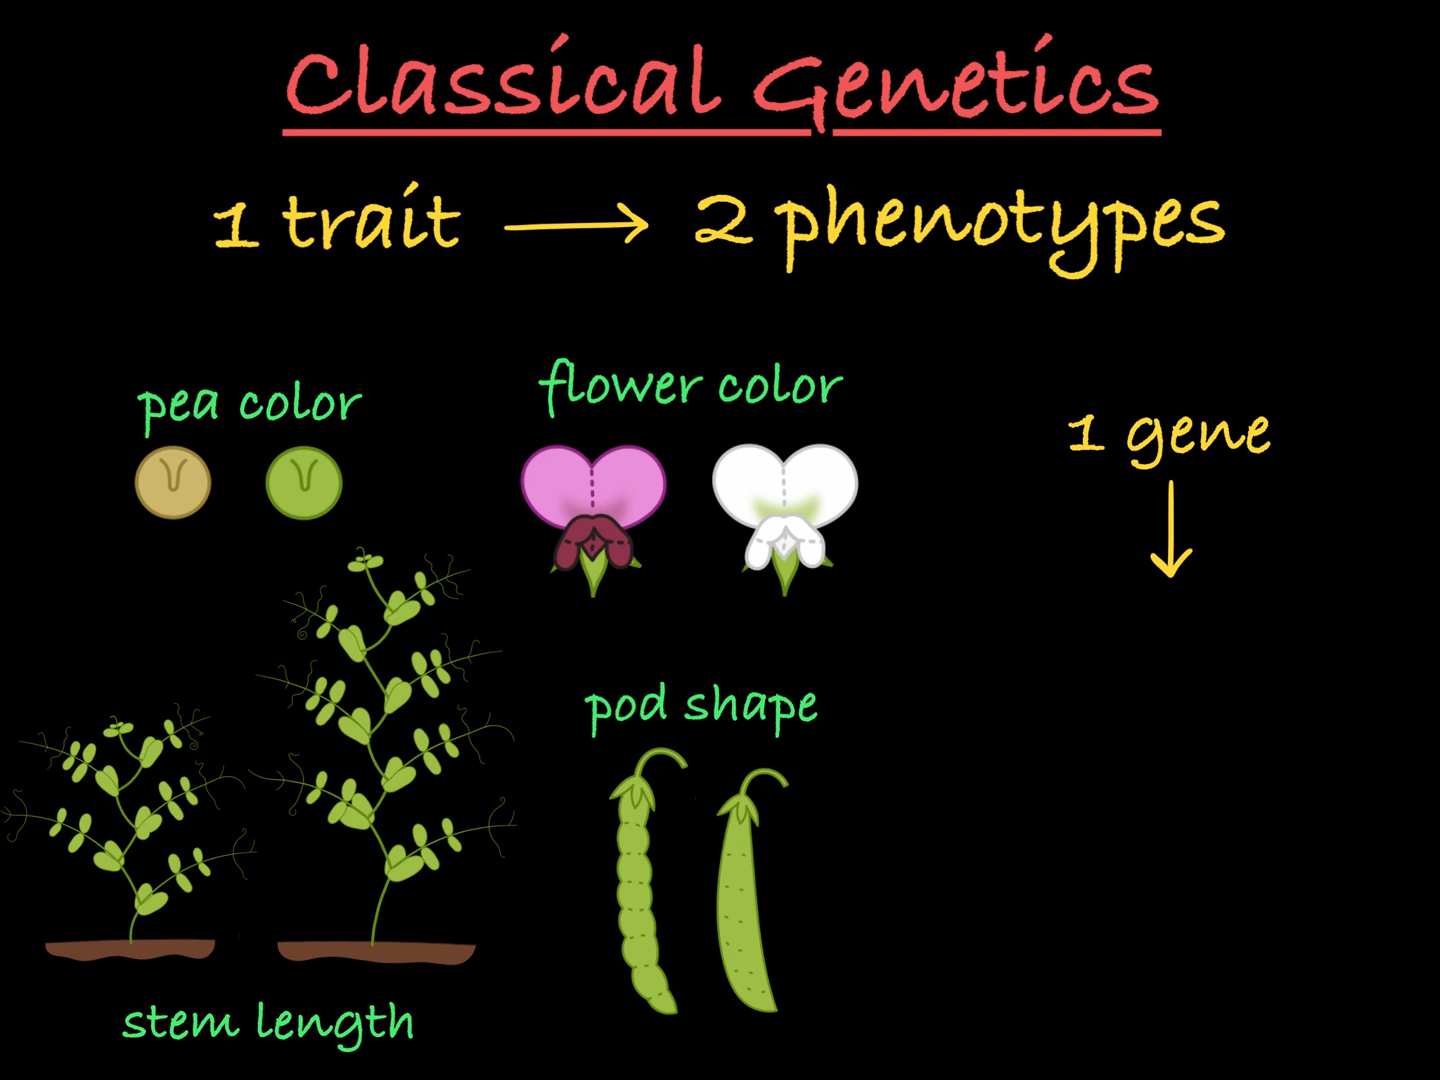 Classical Genetics
1 trait → 2 phenotypes
pea color
flower color
1 gene
↓
pod shape
stem length